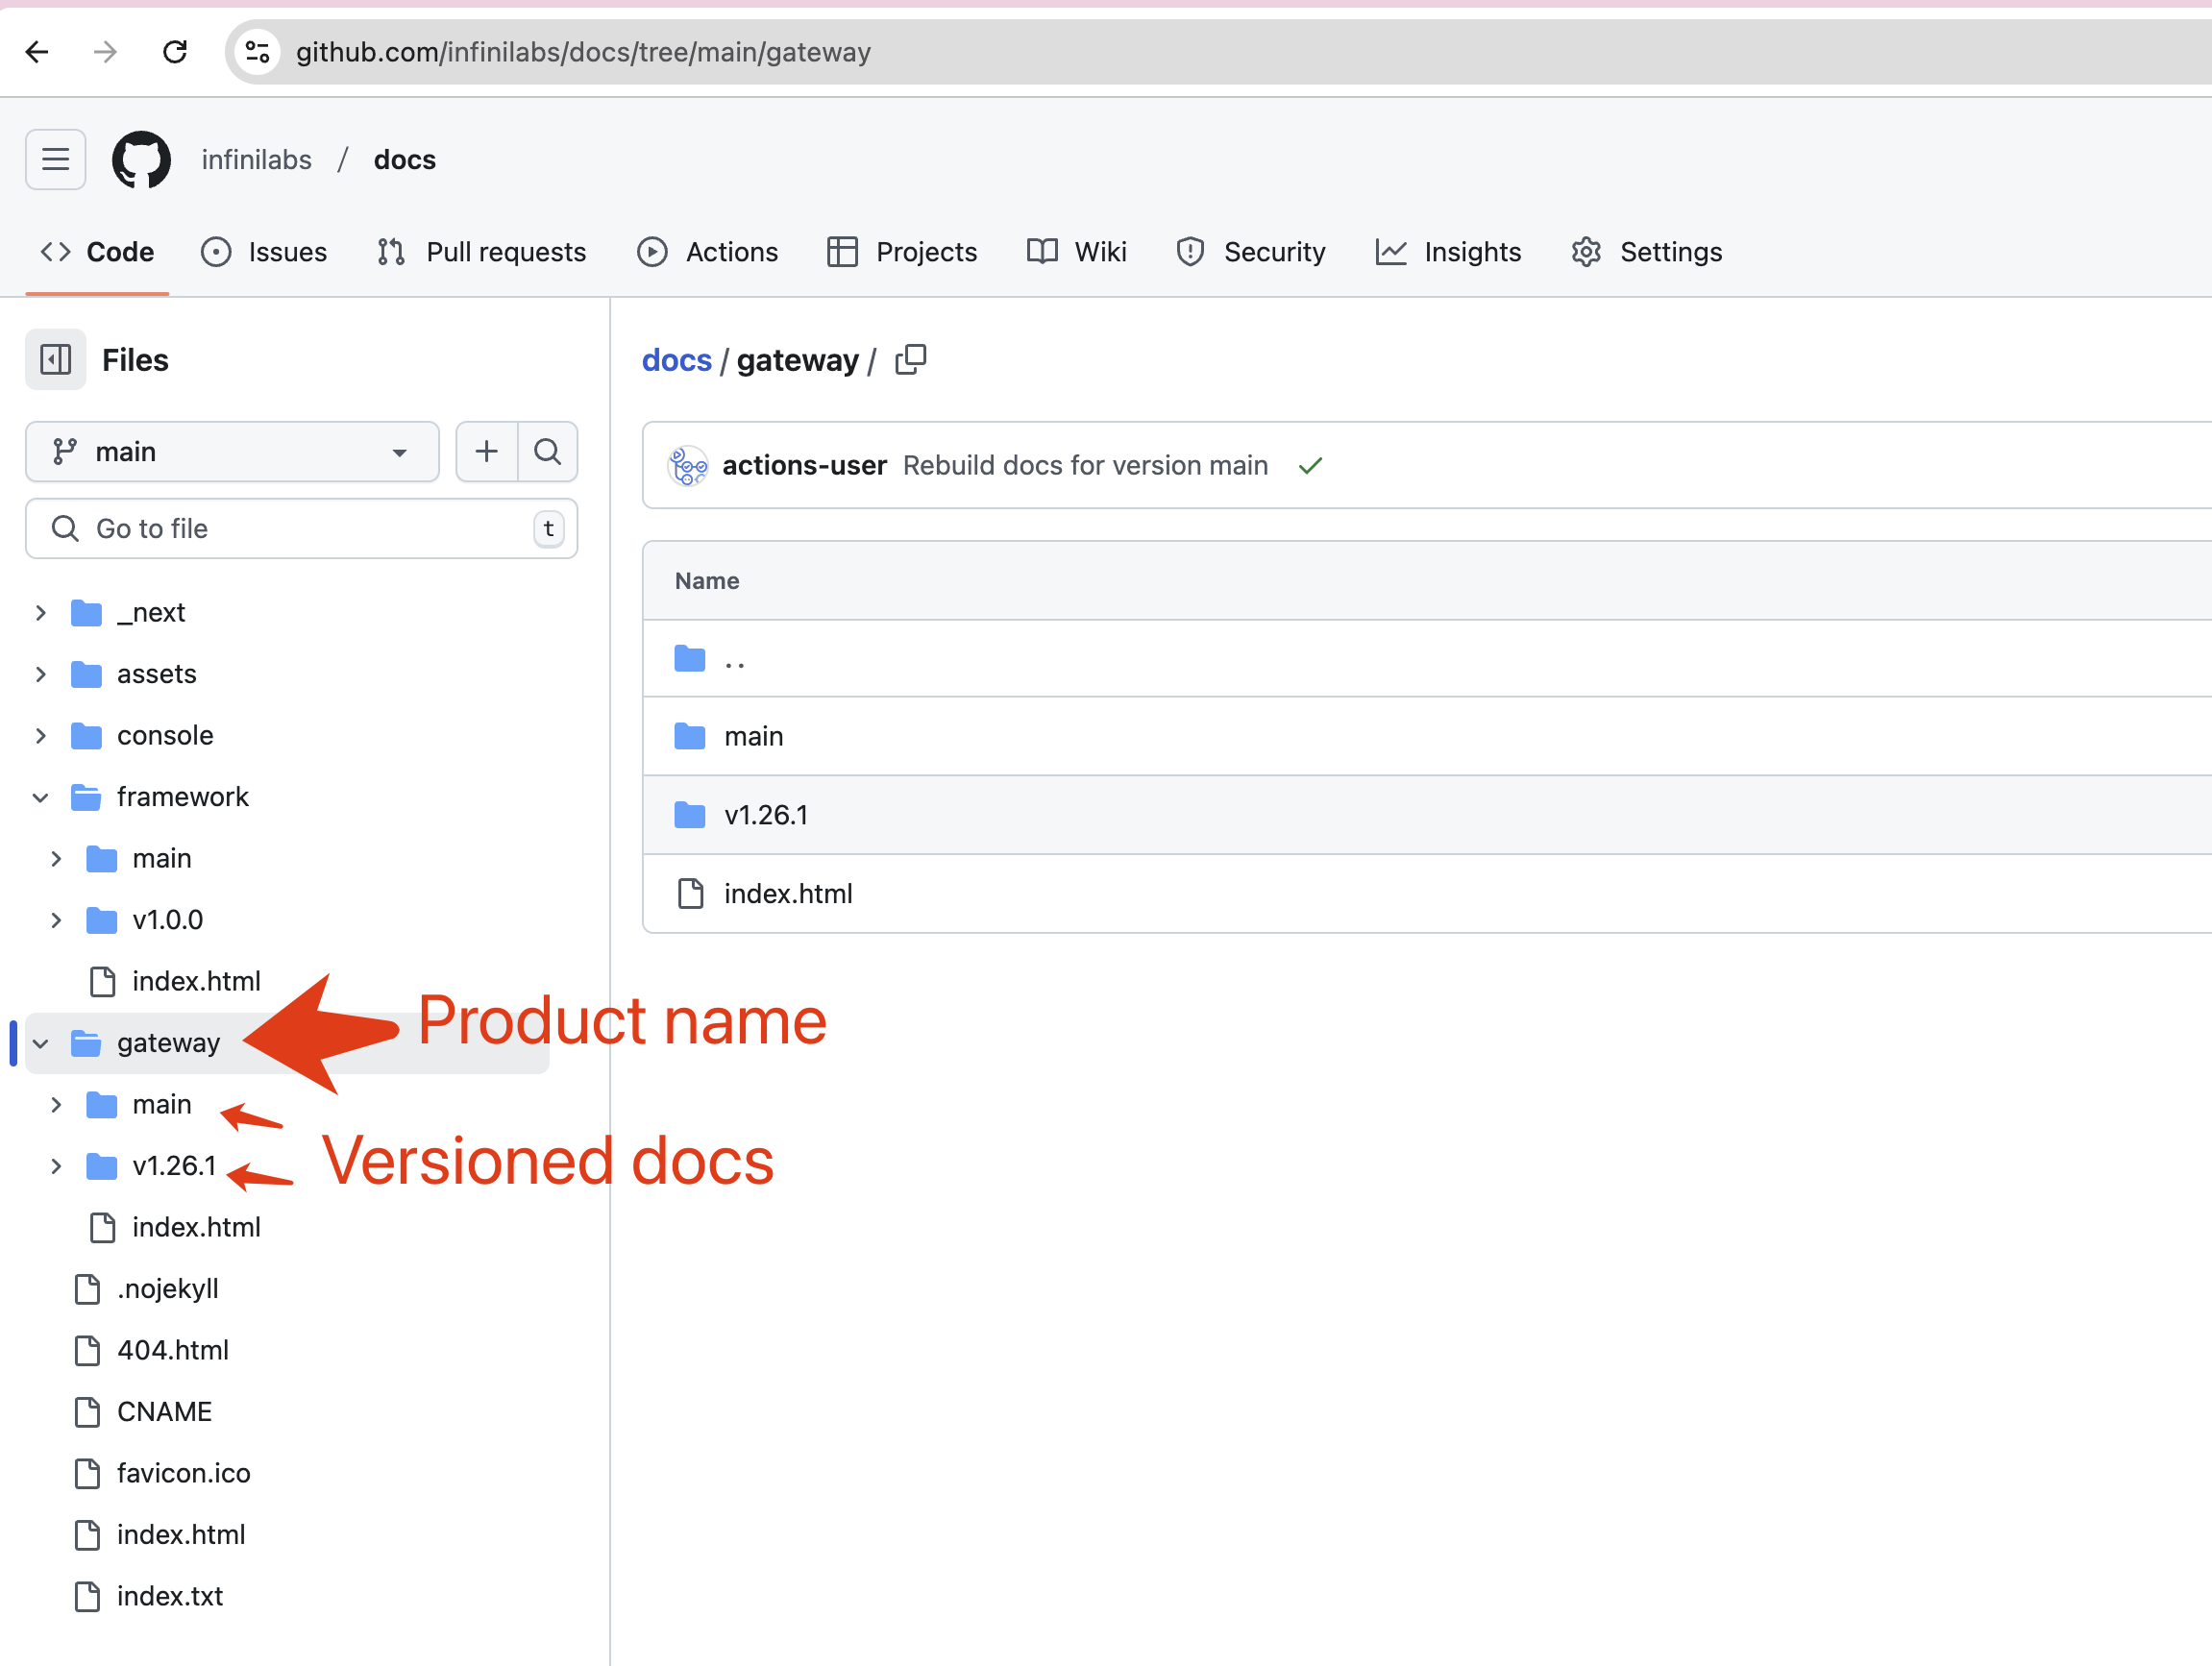 github.com/infinilabs/docs/tree/main/gateway
infinilabs / docs
Code Issues Pull requests Actions Projects Wiki Security Insights Settings
Files
main
Go to file t
_next
assets
console
framework
main
v1.0.0
index.html
gateway
main
v1.26.1
index.html
.nojekyll
404.html
CNAME
favicon.ico
index.html
index.txt
Product name
Versioned docs
docs / gateway /
actions-user Rebuild docs for version main
Name
..
main
v1.26.1
index.html